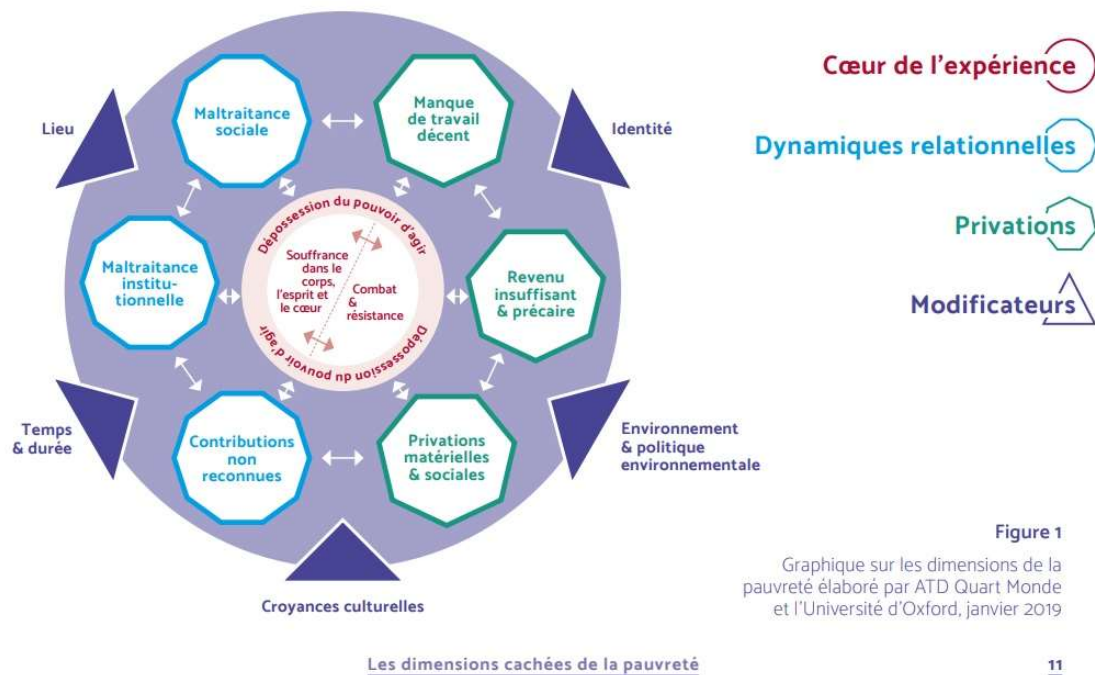 Maltraitance
sociale
Manque
de travail
décent
Lieu
Identité
Maltraitance
institu-
tionnelle
Dépossession du pouvoir d'agir
Souffrance
dans le
corps,
l'esprit et
le cœur
Combat
&
résistance
Dépossession du pouvoir d'agir
Revenu
insuffisant
& précaire
Temps
& durée
Contributions
non
reconnues
Privations
matérielles
& sociales
Environnement
& politique
environnementale
Croyances culturelles
Cœur de l'expérience
Dynamiques relationnelles
Privations
Modificateurs
Figure 1
Graphique sur les dimensions de la
pauvreté élaboré par ATD Quart Monde
et l'Université d'Oxford, janvier 2019
Les dimensions cachées de la pauvreté
11